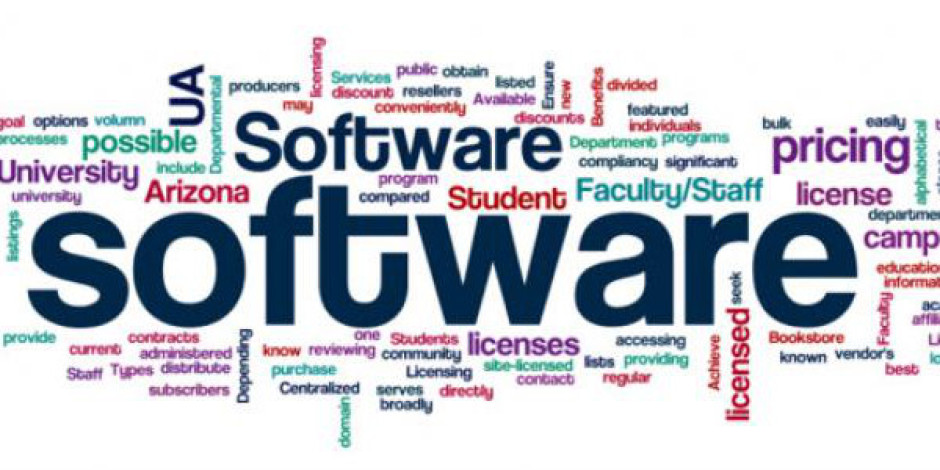 UA
producers
licensing
Services
public
obtain
listed
Ensure
new
Benefits
divided
may
discount
resellers
conveniently
Available
discounts
featured
individuals
goal
options
volumn
processes
possible
include
Departmental
Software
Department
programs
compliancy
significant
bulk
easily
pricing
alphabetical
University
university
Arizona
program
compared
Student
Faculty/Staff
license
listings
software
department
camp
education
informat
provide
contracts
current
administered
Staff
Types
distribute
subscribers
Depending
know
reviewing
one
Students
community
licenses
purchase
Licensing
site-licensed
contact
Centralized
serves
directly
broadly
domain
accessing
lists
providing
regular
Achieve
licensed
seek
Bookstore
known
vendor's
Faculty
best
affilia